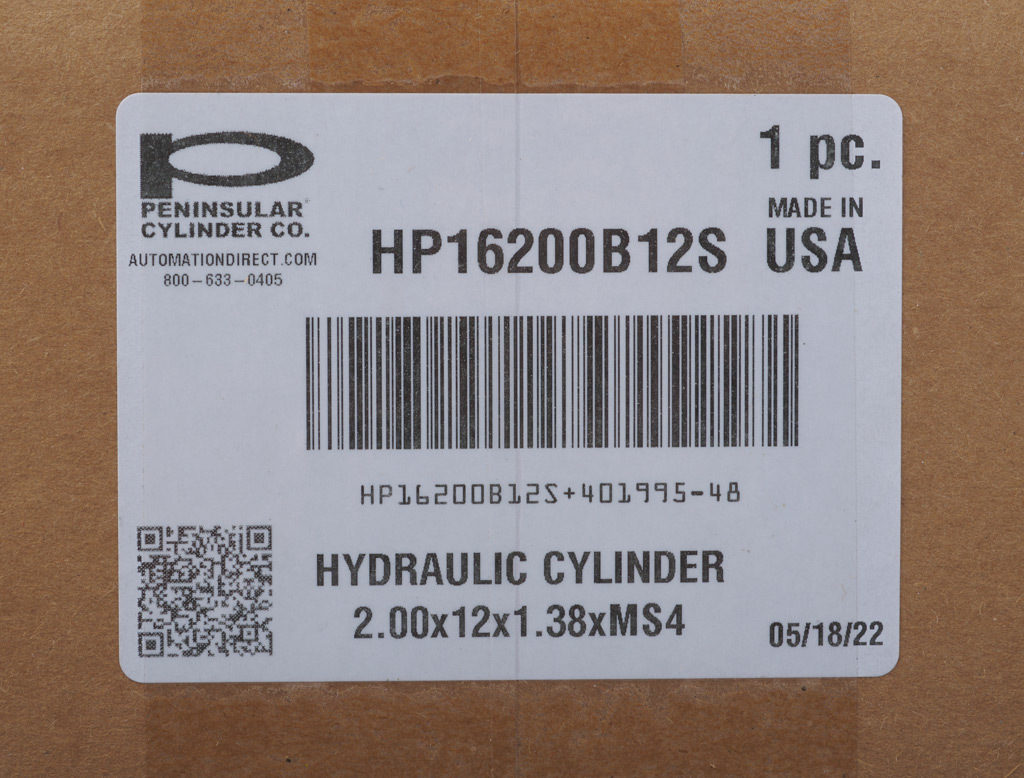 1 pc.
PENINSULAR
CYLINDER CO.
MADE IN
AUTOMATIONDIRECT.COM
HP16200B12S
USA
800-633-0405
HP16200B12S+401995-48
HYDRAULIC CYLINDER
2.00x12x1.38xMS4
05/18/22